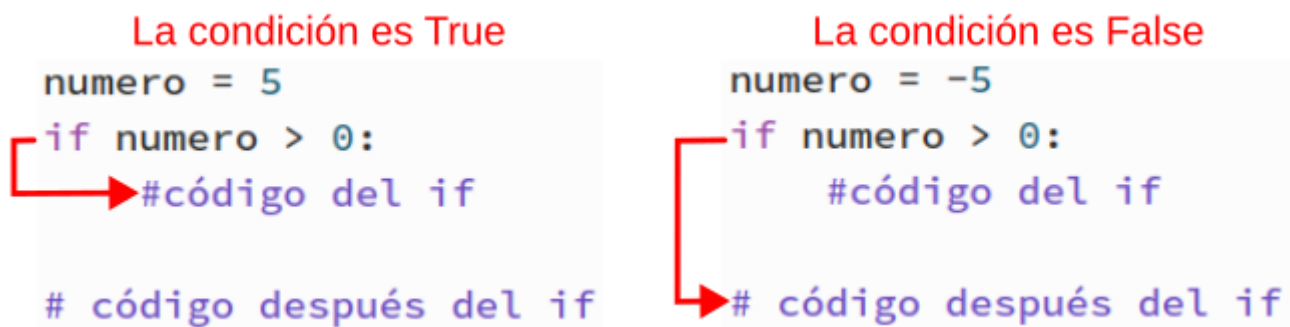 La condición es True
numero = 5
if numero > 0:
#código del if
# código después del if
La condición es False
numero = -5
if numero > 0:
#código del if
# código después del if